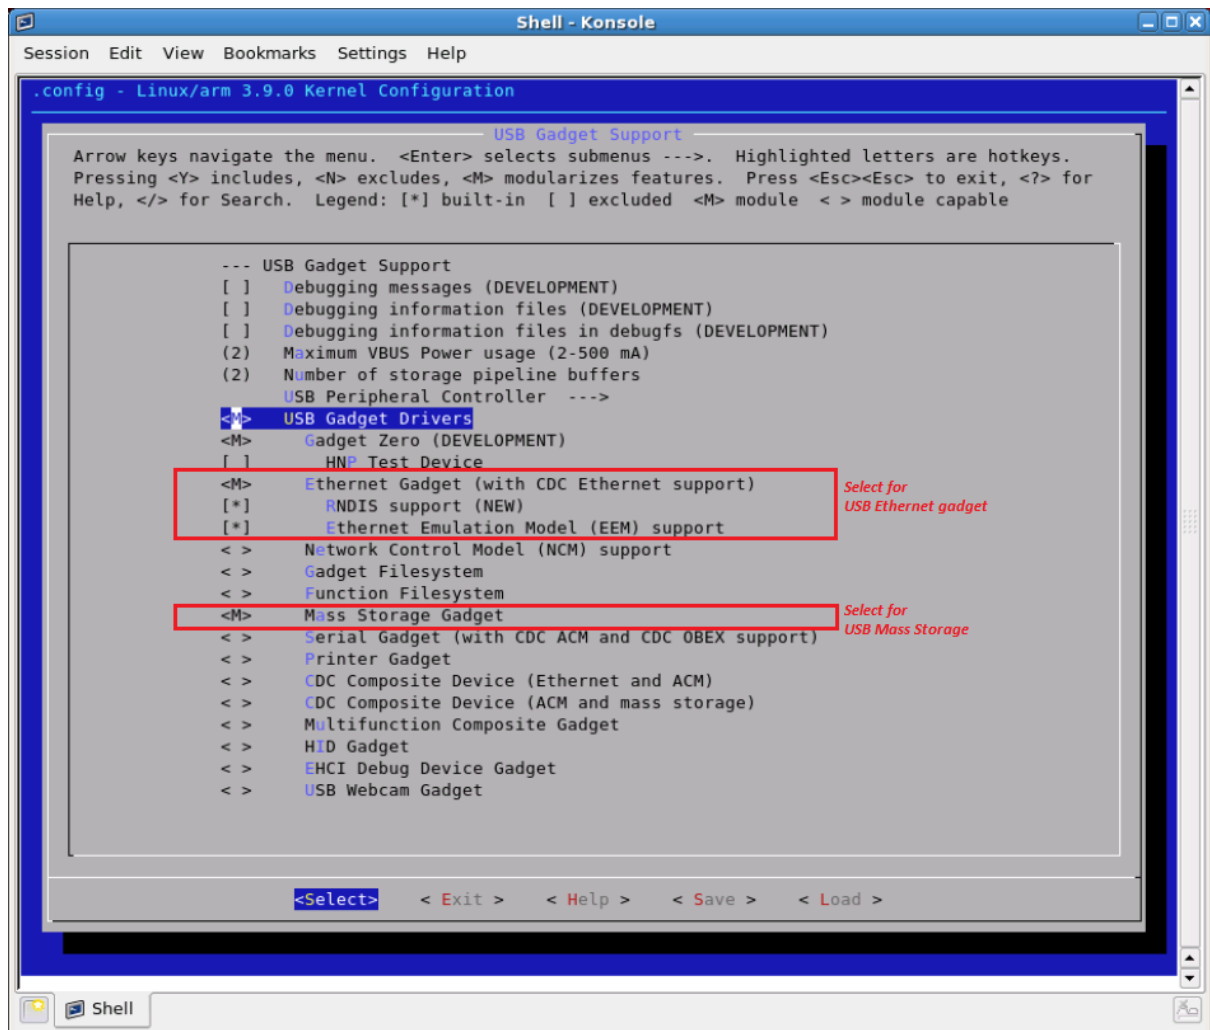 Shell - Konsole
Session Edit View Bookmarks Settings Help
.config - Linux/arm 3.9.0 Kernel Configuration
USB Gadget Support
Arrow keys navigate the menu. <Enter> selects submenus --->. Highlighted letters are hotkeys.
Pressing <Y> includes, <N> excludes, <M> modularizes features. Press <Esc><Esc> to exit, <?> for
Help, </> for Search. Legend: [*] built-in [ ] excluded <M> module < > module capable
--- USB Gadget Support
[ ] Debugging messages (DEVELOPMENT)
[ ] Debugging information files (DEVELOPMENT)
[ ] Debugging information files in debugfs (DEVELOPMENT)
(2) Maximum VBUS Power usage (2-500 mA)
(2) Number of storage pipeline buffers
USB Peripheral Controller --->
<M> USB Gadget Drivers
<M> Gadget Zero (DEVELOPMENT)
[ ] HNP Test Device
<M> Ethernet Gadget (with CDC Ethernet support)
[*] RNDIS support (NEW)
[*] Ethernet Emulation Model (EEM) support
Select for
USB Ethernet gadget
< > Network Control Model (NCM) support
< > Gadget Filesystem
< > Function Filesystem
<M> Mass Storage Gadget
Select for
USB Mass Storage
< > Serial Gadget (with CDC ACM and CDC OBEX support)
< > Printer Gadget
< > CDC Composite Device (Ethernet and ACM)
< > CDC Composite Device (ACM and mass storage)
< > Multifunction Composite Gadget
< > HID Gadget
< > EHCI Debug Device Gadget
< > USB Webcam Gadget
<Select> < Exit > < Help > < Save > < Load >
Shell